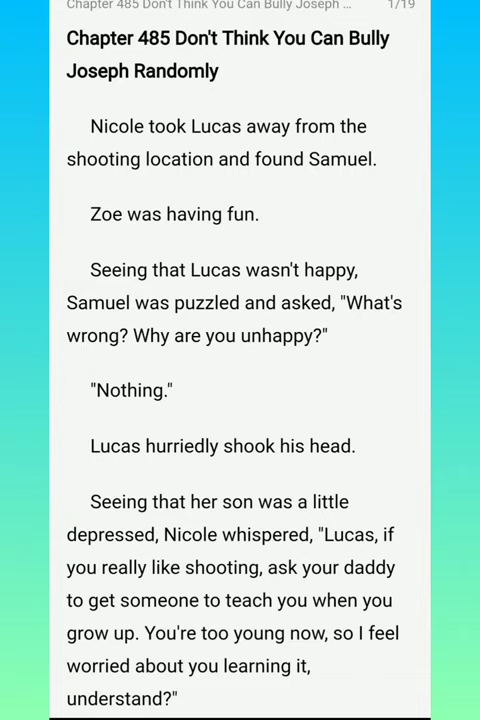 Chapter 485 Don't Think You Can Bully Joseph ... 1/19
Chapter 485 Don't Think You Can Bully
Joseph Randomly
Nicole took Lucas away from the
shooting location and found Samuel.
Zoe was having fun.
Seeing that Lucas wasn't happy,
Samuel was puzzled and asked, "What's
wrong? Why are you unhappy?"
"Nothing."
Lucas hurriedly shook his head.
Seeing that her son was a little
depressed, Nicole whispered, "Lucas, if
you really like shooting, ask your daddy
to get someone to teach you when you
grow up. You're too young now, so I feel
worried about you learning it,
understand?"